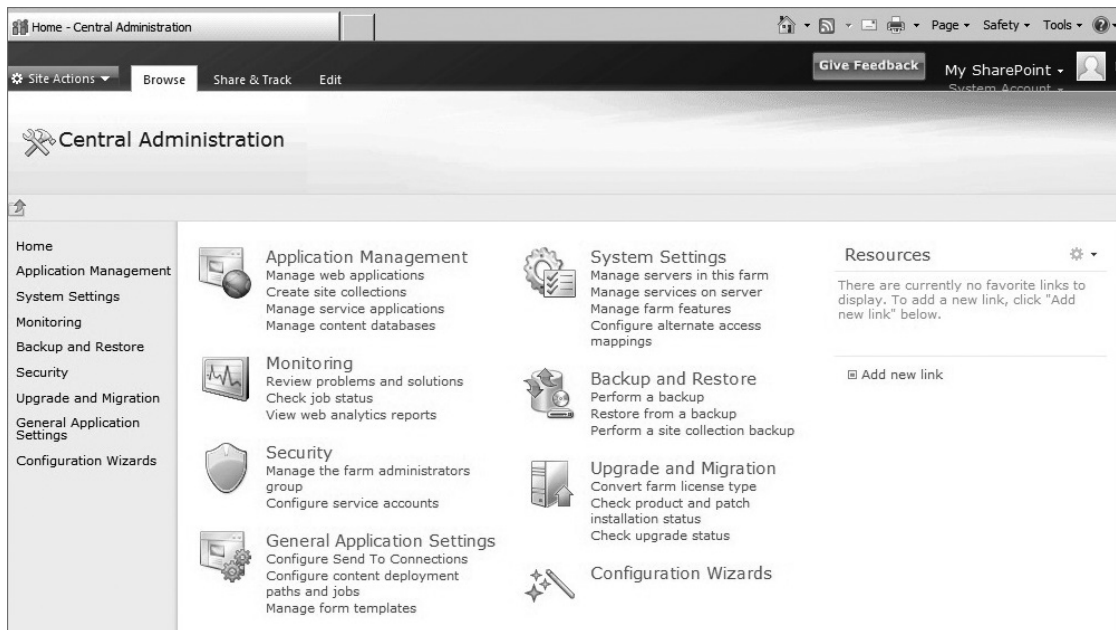 Home - Central Administration
Page Safety Tools
Site Actions Browse Share & Track Edit
Give Feedback
My SharePoint
System Account
Central Administration
Home
Application Management
System Settings
Monitoring
Backup and Restore
Security
Upgrade and Migration
General Application
Settings
Configuration Wizards
Application Management
Manage web applications
Create site collections
Manage service applications
Manage content databases
Monitoring
Review problems and solutions
Check job status
View web analytics reports
Security
Manage the farm administrators
group
Configure service accounts
General Application Settings
Configure Send To Connections
Configure content deployment
paths and jobs
Manage form templates
System Settings
Manage servers in this farm
Manage services on server
Manage farm features
Configure alternate access
mappings
Backup and Restore
Perform a backup
Restore from a backup
Perform a site collection backup
Upgrade and Migration
Convert farm license type
Check product and patch
installation status
Check upgrade status
Configuration Wizards
Resources
There are currently no favorite links to
display. To add a new link, click "Add
new link" below.
Add new link